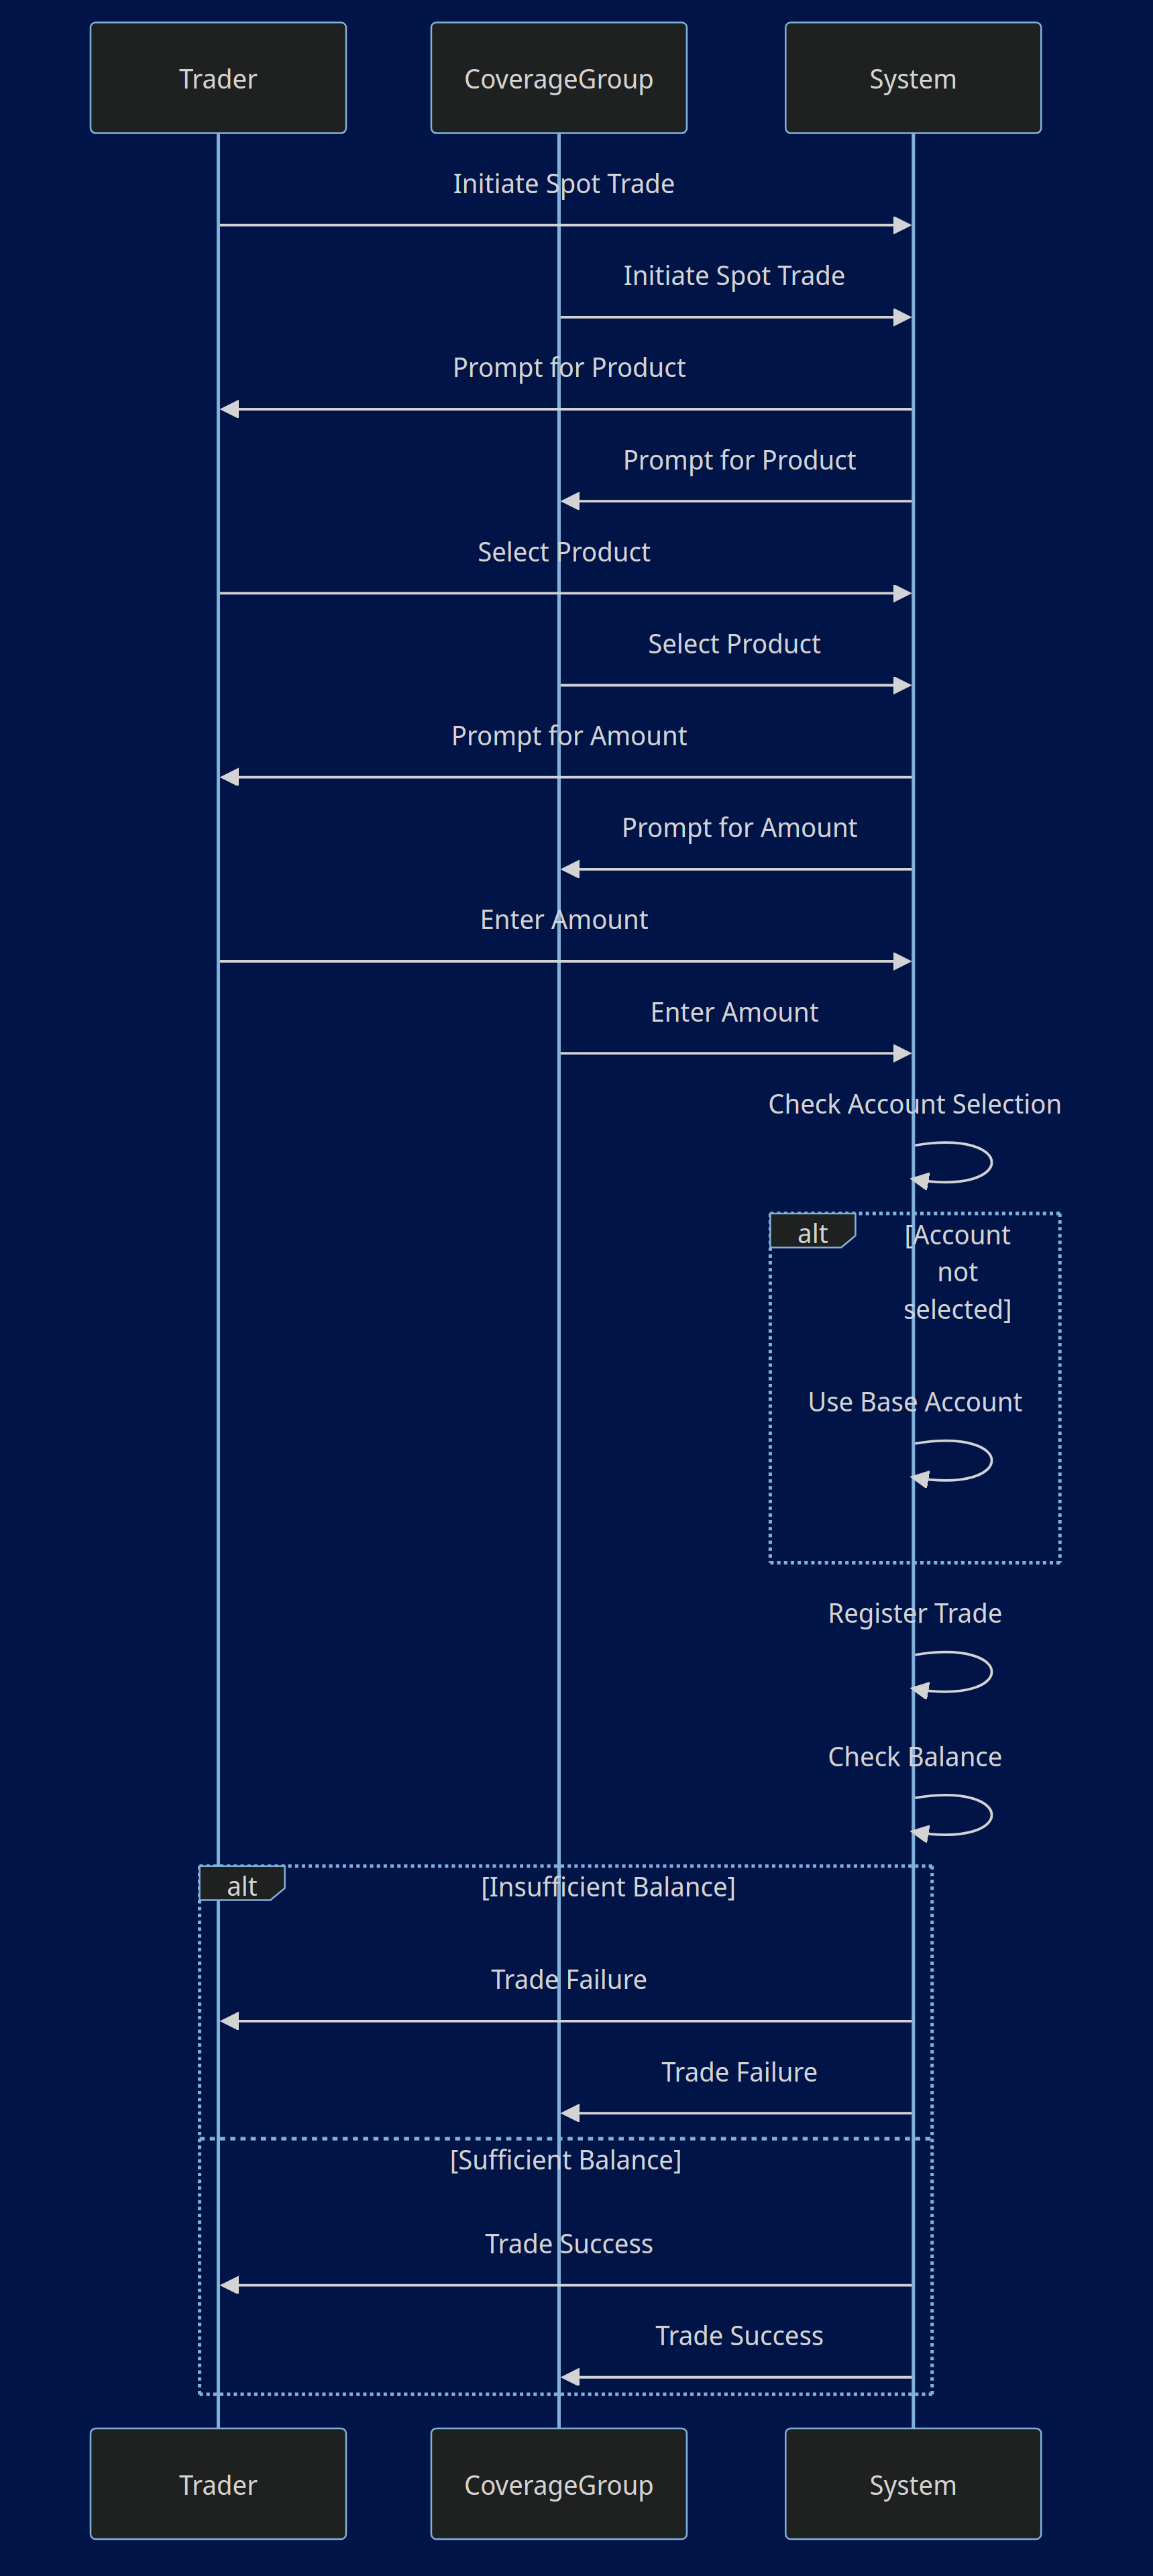 Trader
CoverageGroup
System
Initiate Spot Trade
Initiate Spot Trade
Prompt for Product
Prompt for Product
Select Product
Select Product
Prompt for Amount
Prompt for Amount
Enter Amount
Enter Amount
Check Account Selection
alt
[Account
not
selected]
Use Base Account
Register Trade
Check Balance
alt
[Insufficient Balance]
Trade Failure
Trade Failure
[Sufficient Balance]
Trade Success
Trade Success
Trader
CoverageGroup
System